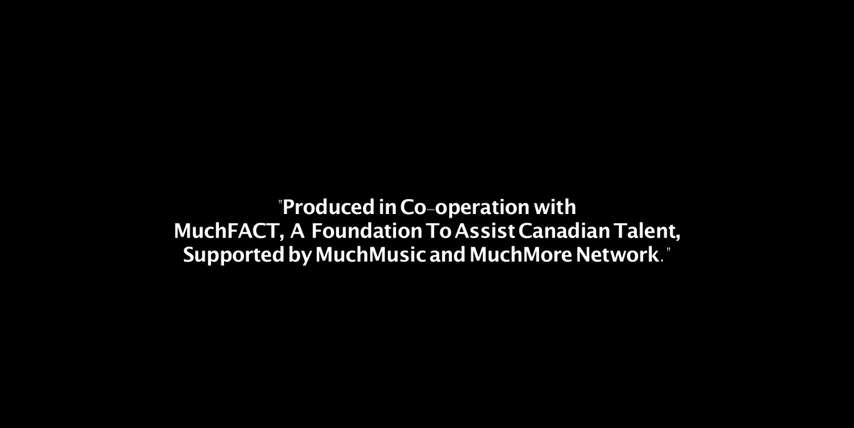 "Produced in Co-operation with
MuchFACT, A Foundation To Assist Canadian Talent,
Supported by MuchMusic and MuchMore Network."